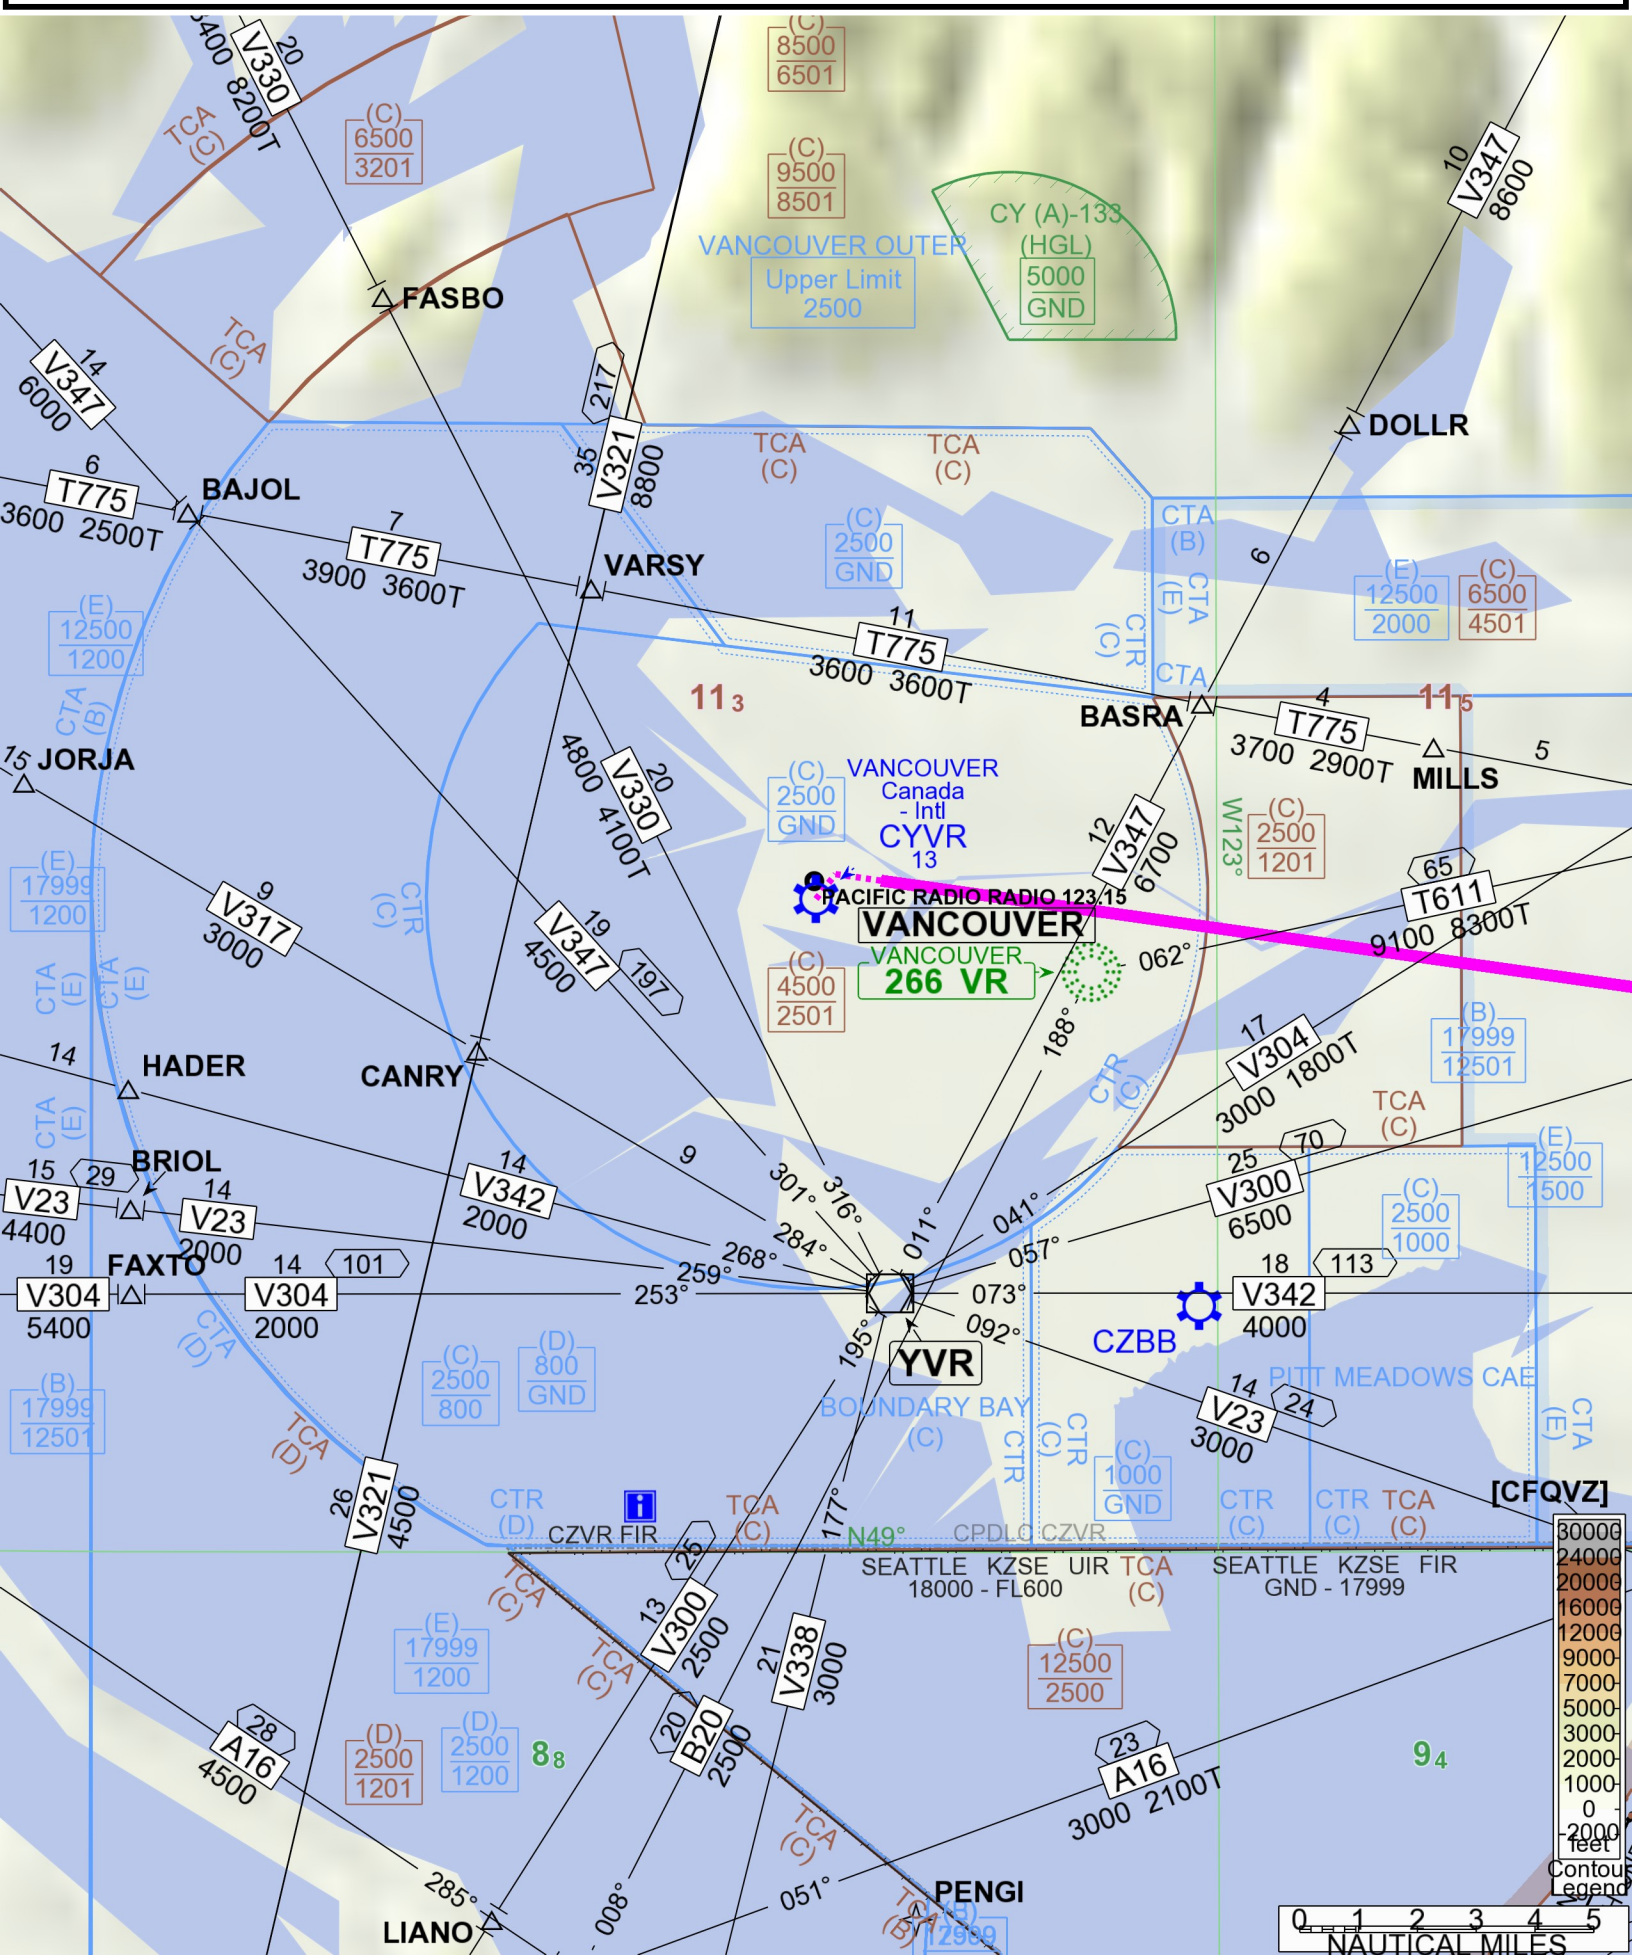 (C)
8500
6501
5400 8200T
V330
20
TCA
(C)
(C)
6500
3201
(C)
9500
8501
CY (A)-133
(HGL)
5000
GND
VANCOUVER OUTER
Upper Limit
2500
10
V347
8600
FASBO
TCA
(C)
14
V347
6000
217
35
V321
8800
DOLLR
TCA
(C)
TCA
(C)
6
T775
3600 2500T
BAJOL
7
T775
3900 3600T
VARSY
(C)
2500
GND
CTA
(B)
CTA
(E)
6
(E)
12500
2000
(C)
6500
4501
(E)
12500
1200
11
T775
3600 3600T
CTR
(C)
CTA
CTA
(B)
11 3
BASRA
4
T775
3700 2900T
11 5
5
MILLS
15
JORJA
4800 4100T
V330
20
(C)
2500
GND
VANCOUVER
Canada
- Intl
CYVR
13
12
V347
6700
W123°
(C)
2500
1201
(E)
17999
1200
9
V317
3000
CTR
(C)
19
V347
4500
197
PACIFIC RADIO RADIO 123.15
VANCOUVER
VANCOUVER
266 VR
062°
65
T611
9100 8300T
CTA
(E)
CTA
(E)
(C)
4500
2501
188°
17
V304
3000 1800T
(B)
17999
12501
14
HADER
CANRY
CTR
(C)
TCA
(C)
CTA
(E)
BRIOL
15
29
V23
4400
14
V23
2000
14
V342
2000
9
301°
316°
284°
268°
259°
253°
011°
041°
057°
073°
092°
195°
25
70
V300
6500
(E)
12500
1500
(C)
2500
1000
FAXTO
19
V304
5400
14
101
V304
2000
18
113
V342
4000
CZBB
YVR
CTA
(D)
(C)
2500
800
(D)
800
GND
(B)
17999
12501
PITT MEADOWS CAE
14
24
V23
3000
BOUNDARY BAY
(C)
CTR
CTR
(C)
CTA
(E)
TCA
(D)
(C)
1000
GND
26
V321
4500
177°
[CFQVZ]
CTR
(D)
TCA
(C)
CTR
(C)
CTR
(C)
TCA
(C)
CZVR FIR
N49°
CPDLC CZVR
SEATTLE KZSE UIR
18000 - FL600
TCA
(C)
SEATTLE KZSE FIR
GND - 17999
25
13
V300
2500
TCA
(C)
TCA
(C)
(E)
17999
1200
21
V338
3000
(C)
12500
2500
28
A16
4500
(D)
2500
1201
(D)
2500
1200
8 8
20
B20
2500
23
A16
3000 2100T
9 4
TCA
(C)
30000
24000
20000
16000
12000
9000
7000
5000
3000
2000
1000
0
-2000
feet
Contour
Legend
285°
LIANO
008°
051°
PENGI
TCA
(B)
(B)
17999
0 1 2 3 4 5
NAUTICAL MILES